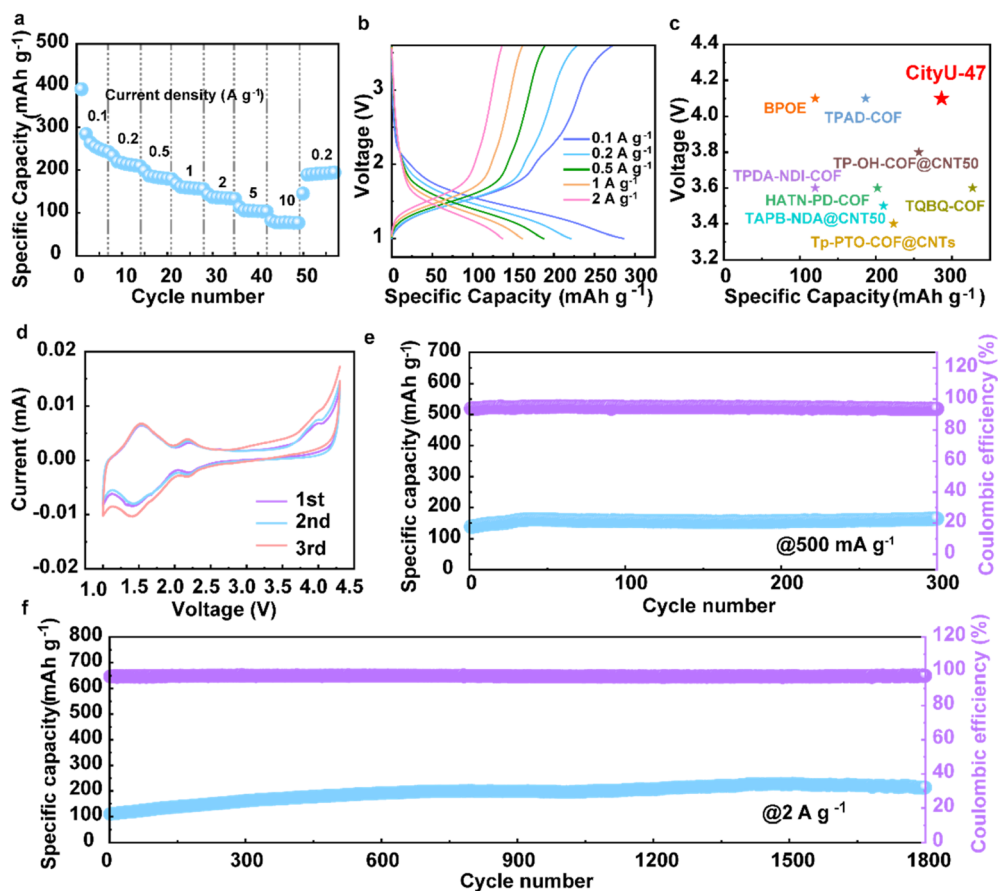 a
Specific Capacity (mAh g⁻¹)
500
400
300
200
100
0
Current density (A g⁻¹)
0.1
0.2
0.5
1
2
5
10
0.2
0 10 20 30 40 50
Cycle number
b
Voltage (V)
3
2
1
0.1 A g⁻¹
0.2 A g⁻¹
0.5 A g⁻¹
1 A g⁻¹
2 A g⁻¹
0 50 100 150 200 250 300
Specific Capacity (mAh g⁻¹)
c
Voltage (V)
4.4
4.2
4.0
3.8
3.6
3.4
3.2
CityU-47
BPOE
TPAD-COF
TP-OH-COF@CNT50
TPDA-NDI-COF
HATN-PD-COF
TQBQ-COF
TAPB-NDA@CNT50
Tp-PTO-COF@CNTs
0 100 200 300
Specific Capacity(mAh g⁻¹)
d
Current (mA)
0.02
0.01
0.00
-0.01
-0.02
1st
2nd
3rd
1.0 1.5 2.0 2.5 3.0 3.5 4.0 4.5
Voltage (V)
e
Specific capacity(mAh g⁻¹)
700
600
500
400
300
200
100
0
@500 mA g⁻¹
120
100
80
60
40
20
0
Coulombic efficiency (%)
0 100 200 300
Cycle number
f
Specific capacity(mAh g⁻¹)
800
700
600
500
400
300
200
100
0
@2 A g⁻¹
120
100
80
60
40
20
0
Coulombic efficiency (%)
0 300 600 900 1200 1500 1800
Cycle number